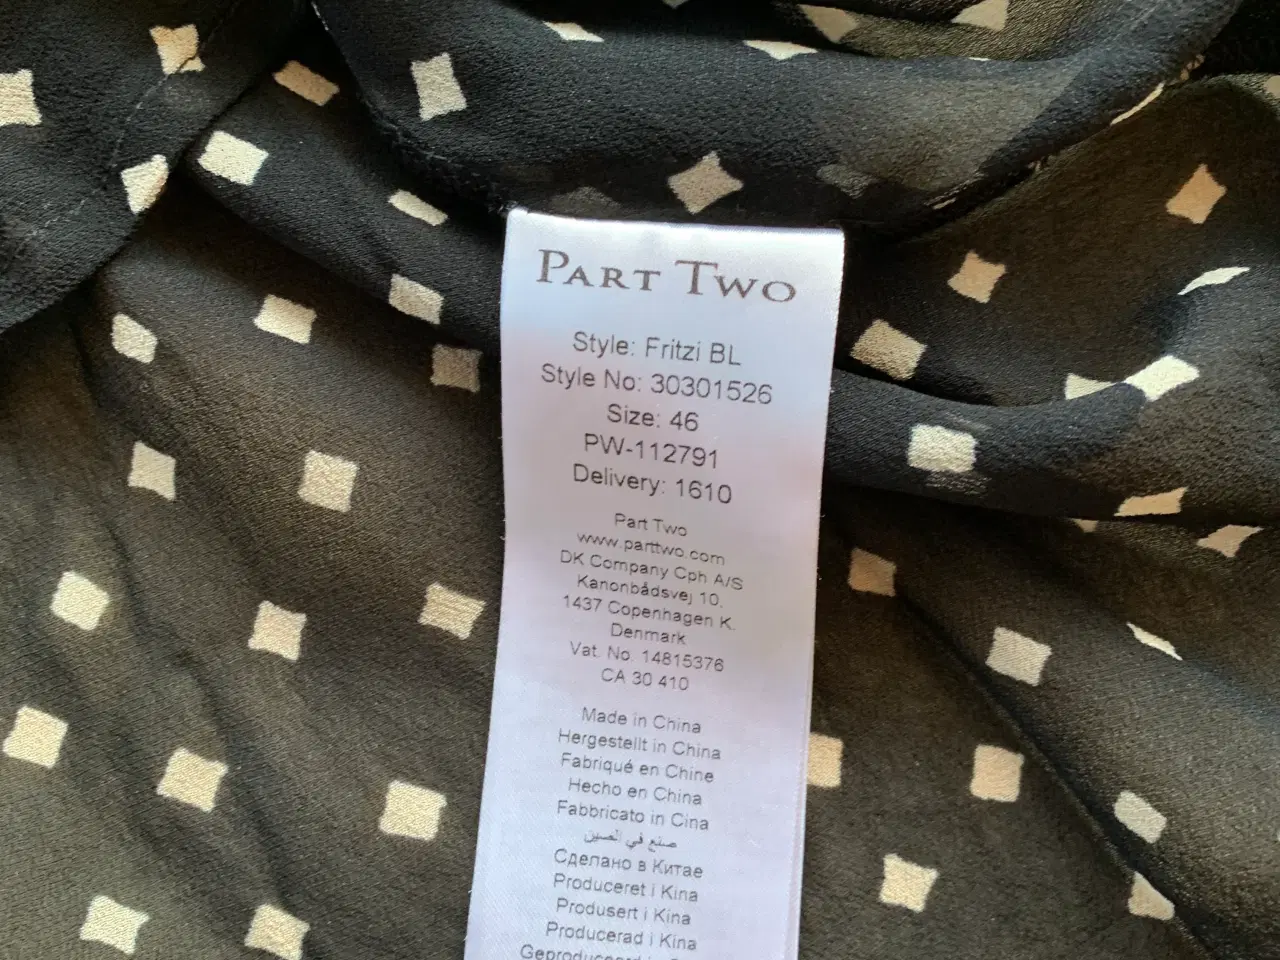 PART TWO
Style: Fritzi BL
Style No: 30301526
Size: 46
PW-112791
Delivery: 1610
Part Two
www.parttwo.com
DK Company Cph A/S
Kanonbådsvej 10,
1437 Copenhagen K.
Denmark
Vat. No. 14815376
CA 30 410
Made in China
Hergestellt in China
Fabriqué en Chine
Hecho en China
Fabbricato in Cina
صنع في الصين
Сделано в Китае
Produceret i Kina
Produsert i Kina
Producerad i Kina